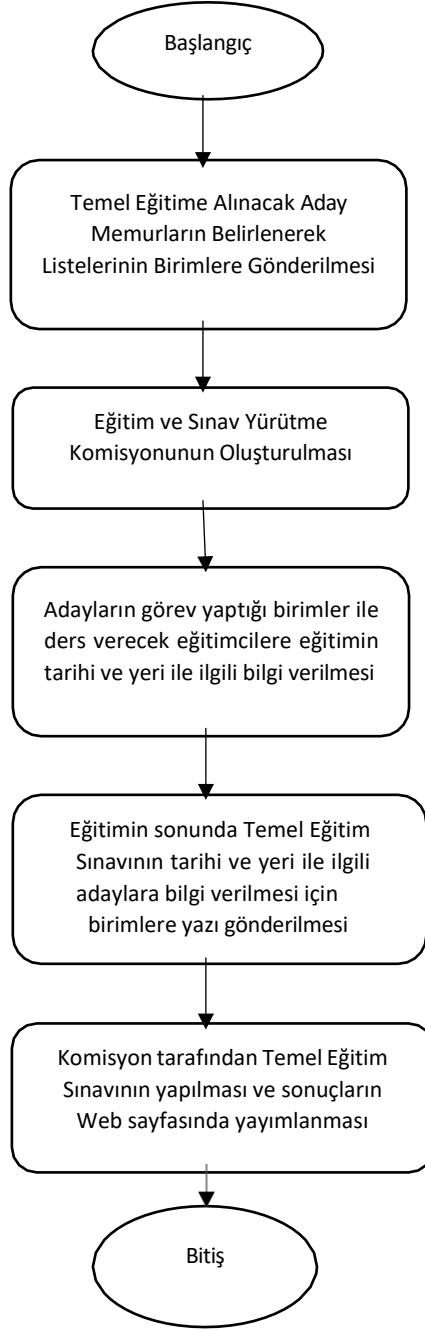 Başlangıç
Temel Eğitime Alınacak Aday
Memurların Belirlenerek
Listelerinin Birimlere Gönderilmesi
Eğitim ve Sınav Yürütme
Komisyonunun Oluşturulması
Adayların görev yaptığı birimler ile
ders verecek eğitimcilere eğitimin
tarihi ve yeri ile ilgili bilgi verilmesi
Eğitimin sonunda Temel Eğitim
Sınavının tarihi ve yeri ile ilgili
adaylara bilgi verilmesi için
birimlere yazı gönderilmesi
Komisyon tarafından Temel Eğitim
Sınavının yapılması ve sonuçların
Web sayfasında yayımlanması
Bitiş